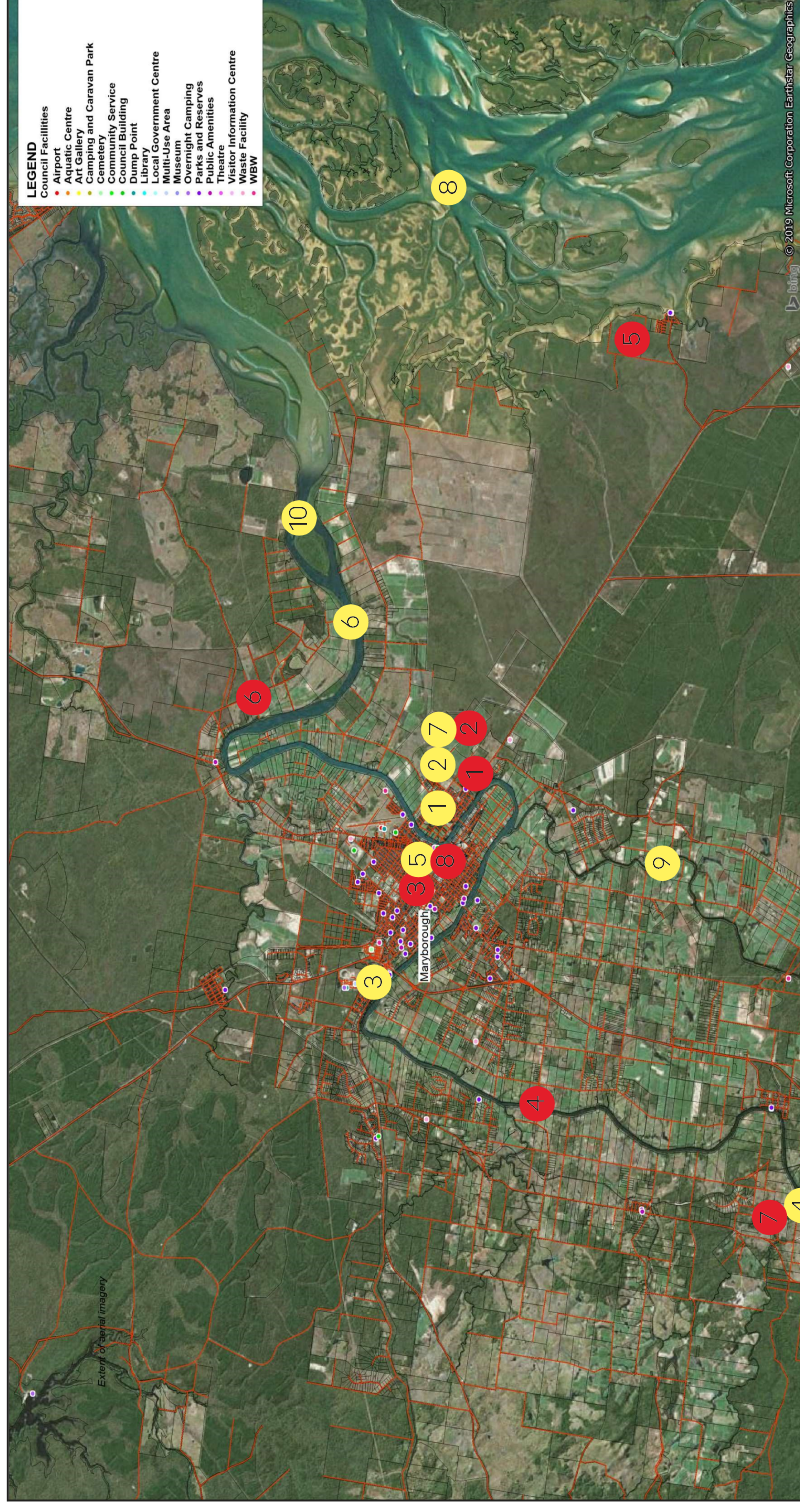 LEGEND
Council Facilities
Airport
Aquatic Centre
Art Gallery
Camping and Caravan Park
Cemetery
Community Service
Council Building
Dump Point
Library
Local Government Centre
Multi-Use Area
Museum
Overnight Camping
Parks and Reserves
Public Amenities
Theatre
Visitor Information Centre
Waste Facility
WBW
Extent of aerial imagery
6
10
6
3
3
5
Maryborough
1
2
7
8
8
2
1
4
5
9
7
4
bing
© 2019 Microsoft Corporation Earthstar Geographics